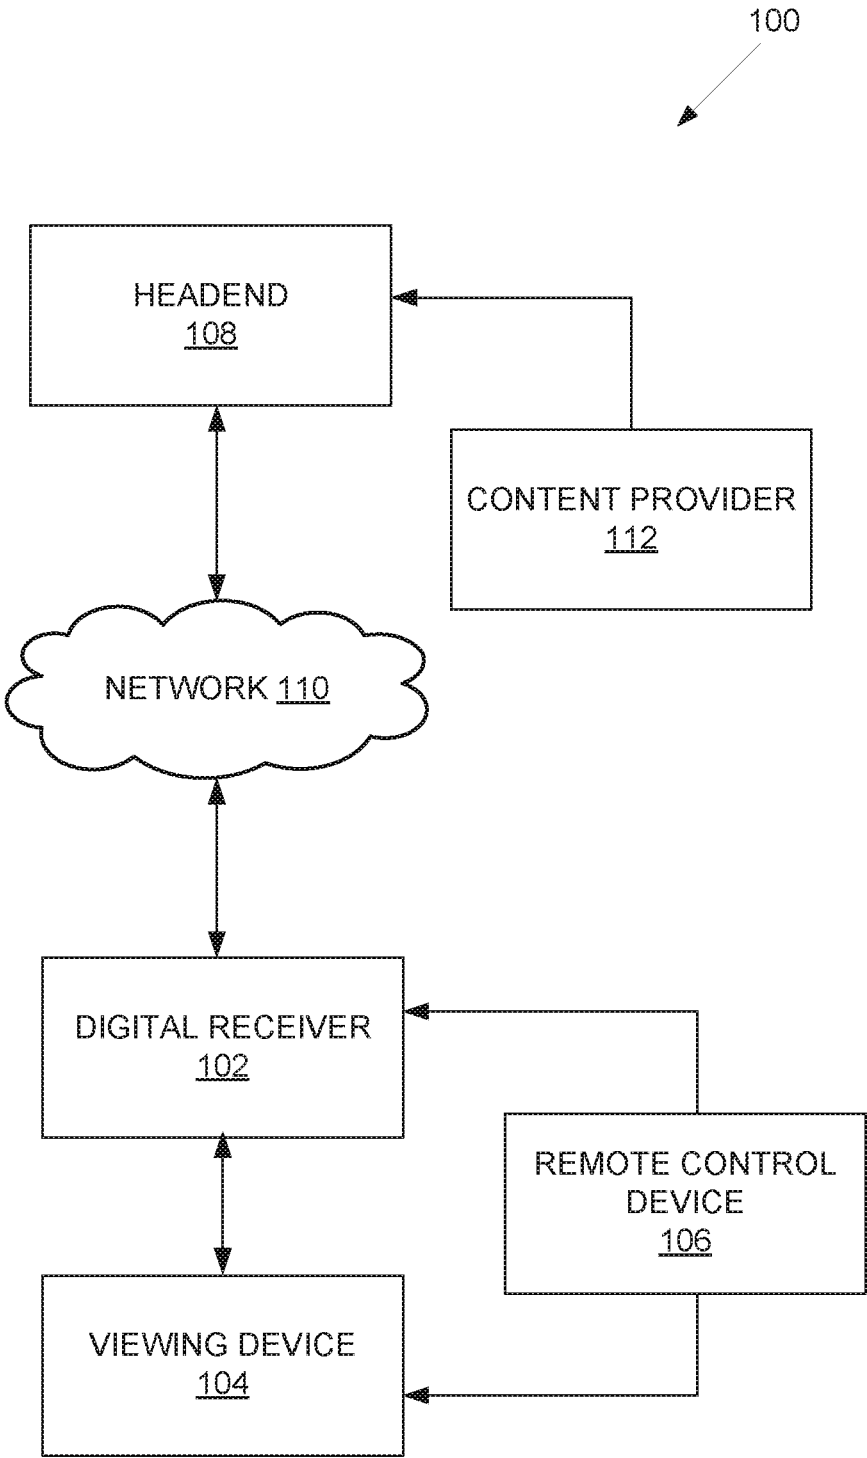 100
HEADEND
108
CONTENT PROVIDER
112
NETWORK 110
DIGITAL RECEIVER
102
REMOTE CONTROL
DEVICE
106
VIEWING DEVICE
104